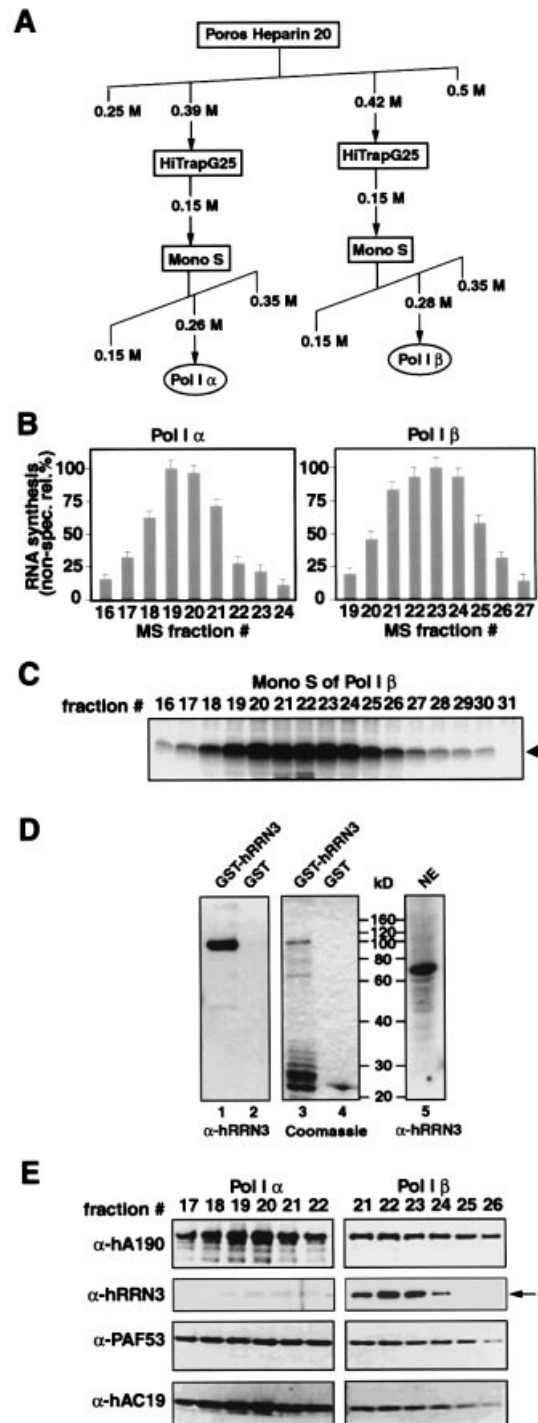 A
Poros Heparin 20
0.25 M 0.39 M 0.42 M 0.5 M
HiTrapG25 HiTrapG25
0.15 M 0.15 M
Mono S Mono S
0.15 M 0.26 M 0.35 M 0.15 M 0.28 M 0.35 M
Pol I α Pol I β
B
Pol I α Pol I β
RNA synthesis
(non-spec. rel.%)
100 100
75 75
50 50
25 25
0 0
16 17 18 19 20 21 22 23 24 19 20 21 22 23 24 25 26 27
MS fraction # MS fraction #
C
Mono S of Pol I β
fraction # 16 17 18 19 20 21 22 23 24 25 26 27 28 29 30 31
D
GST-hRRN3 GST GST-hRRN3 GST kD NE
160
120
100
80
60
40
30
20
1 2 3 4 5
α-hRRN3 Coomassie α-hRRN3
E
Pol I α Pol I β
fraction # 17 18 19 20 21 22 21 22 23 24 25 26
α-hA190
α-hRRN3
α-PAF53
α-hAC19